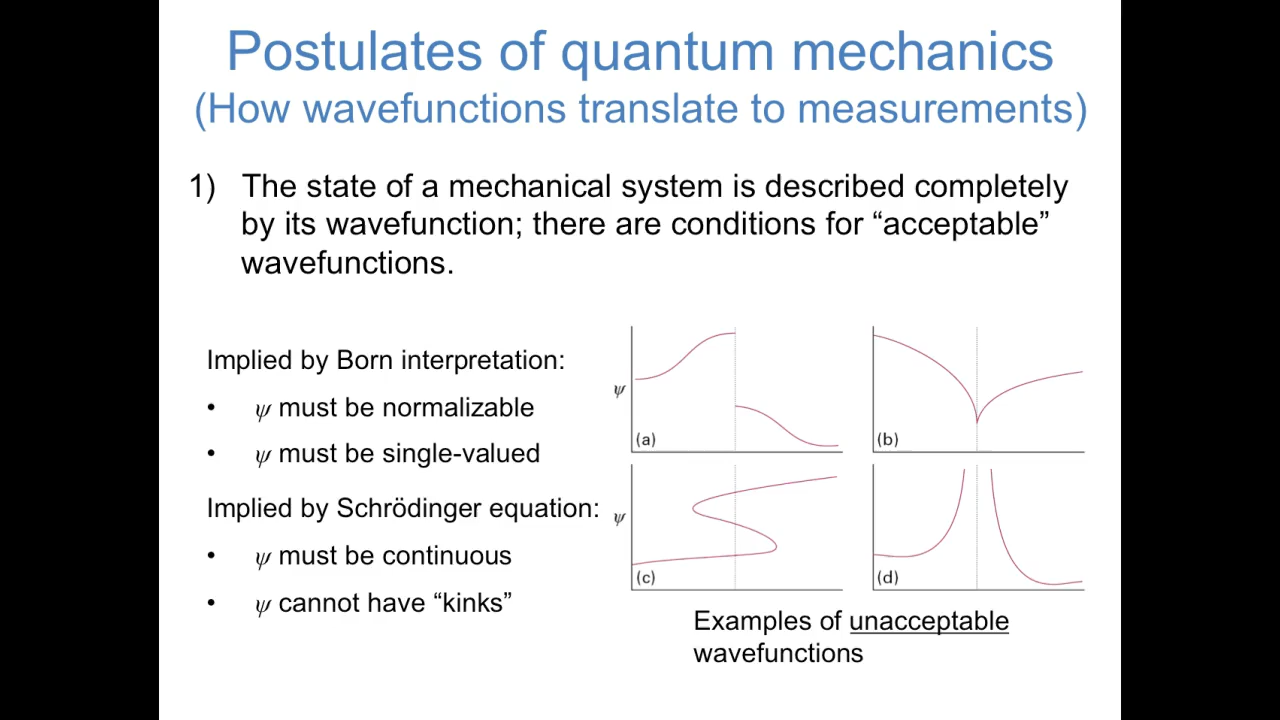 Postulates of quantum mechanics
(How wavefunctions translate to measurements)
1) The state of a mechanical system is described completely
by its wavefunction; there are conditions for “acceptable”
wavefunctions.
Implied by Born interpretation:
• ψ must be normalizable
• ψ must be single-valued
Implied by Schrödinger equation:
• ψ must be continuous
• ψ cannot have “kinks”
ψ
(a)
(b)
ψ
(c)
(d)
Examples of unacceptable
wavefunctions